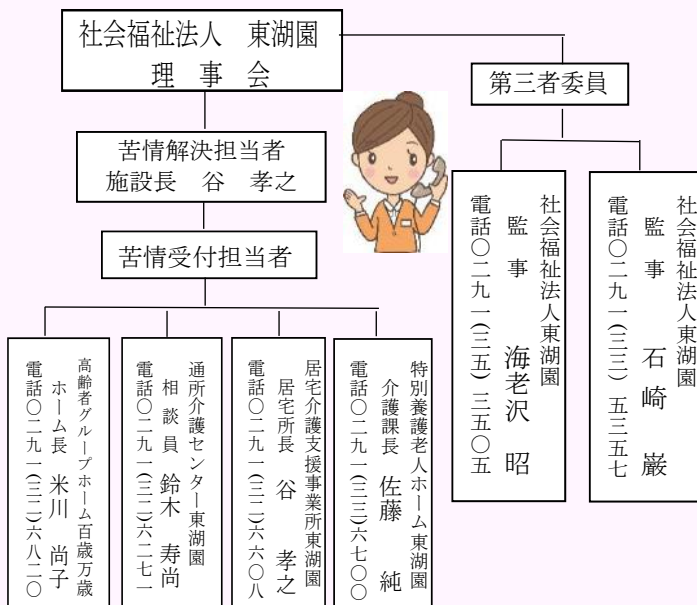 社会福祉法人　東湖園
理　事　会
第三者委員
苦情解決担当者
施設長　谷　孝之
苦情受付担当者
社会福祉法人東湖園
監　事　石崎　巌
電話〇二九一(三三)五三五七
社会福祉法人東湖園
監　事　海老沢　昭
電話〇二九一(三五)三五〇五
特別養護老人ホーム東湖園
介護課長　佐藤　純
電話〇二九一(三三)六七〇〇
居宅介護支援事業所東湖園
居宅所長　谷　孝之
電話〇二九一(三二)六六〇八
通所介護センター東湖園
相談員　鈴木　寿尚
電話〇二九一(三二)六二七一
高齢者グループホーム百歳万歳
ホーム長　米川　尚子
電話〇二九一(三二)六八二〇